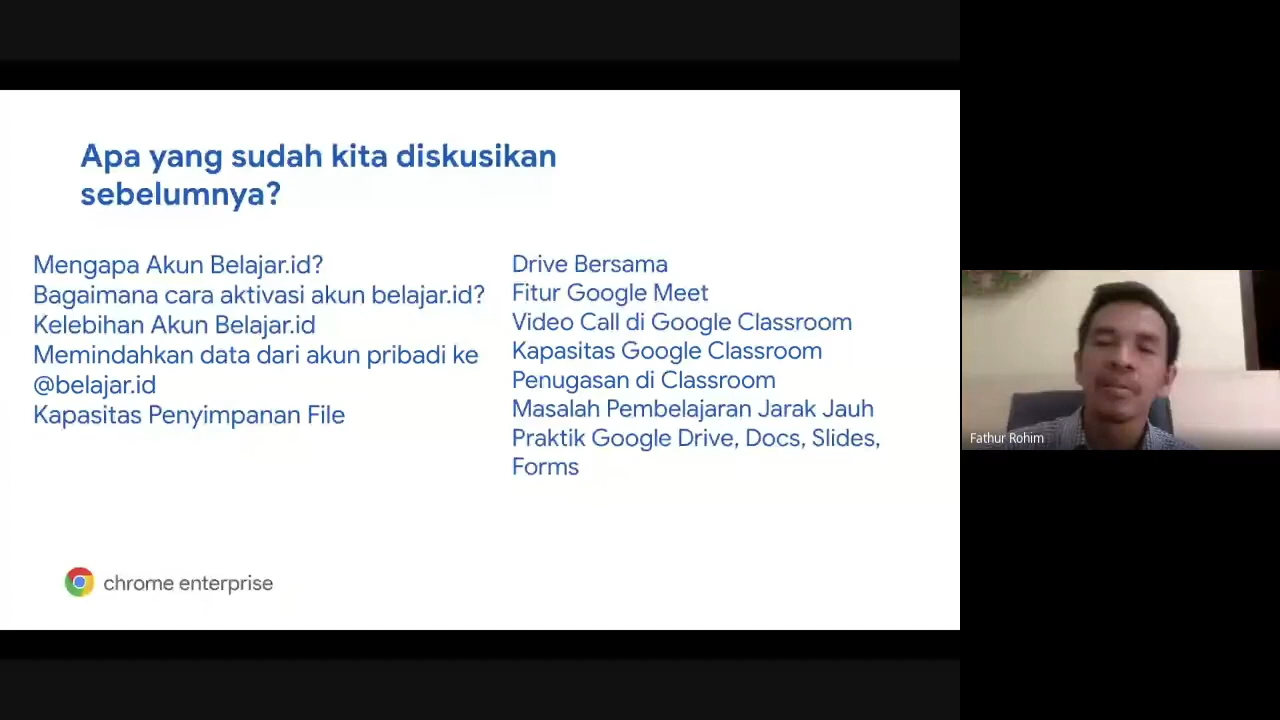 Apa yang sudah kita diskusikan
sebelumnya?
Mengapa Akun Belajar.id?
Bagaimana cara aktivasi akun belajar.id?
Kelebihan Akun Belajar.id
Memindahkan data dari akun pribadi ke
@belajar.id
Kapasitas Penyimpanan File
Drive Bersama
Fitur Google Meet
Video Call di Google Classroom
Kapasitas Google Classroom
Penugasan di Classroom
Masalah Pembelajaran Jarak Jauh
Praktik Google Drive, Docs, Slides,
Forms
chrome enterprise
Fathur Rohim